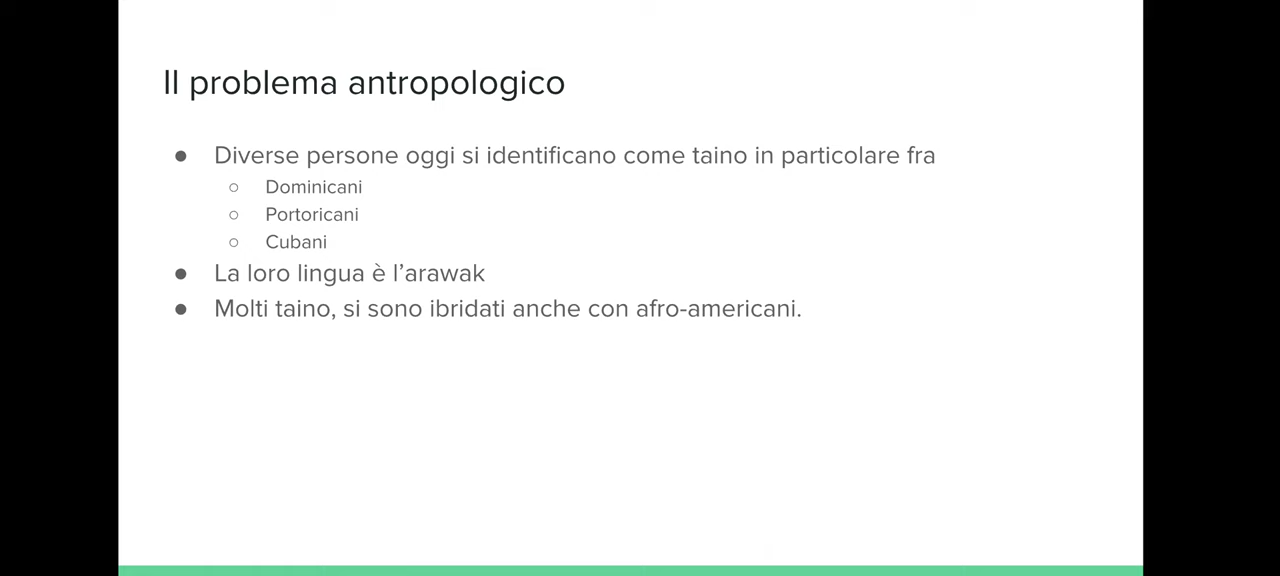 Il problema antropologico
● Diverse persone oggi si identificano come taino in particolare fra
○ Dominicani
○ Portoricani
○ Cubani
● La loro lingua è l’arawak
● Molti taino, si sono ibridati anche con afro-americani.